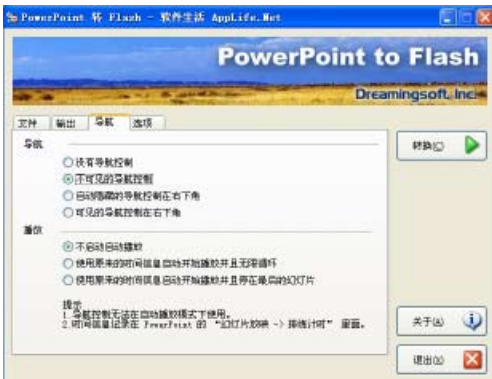 PowerPoint 转 Flash - 软件生活 AppLife.Net
PowerPoint to Flash
Dreamingsoft, Inc.
文件 输出 导航 选项
导航
没有导航控制
不可见的导航控制
自动隐藏的导航控制在右下角
可见的导航控制在右下角
播放
不启动自动播放
使用原来的时间信息自动开始播放并且无限循环
使用原来的时间信息自动开始播放并且停在最后的幻灯片
提示
1.导航控制无法在自动播放模式下使用。
2.时间信息记录在 PowerPoint 的 “幻灯片放映 -> 排练计时” 里面。
转换(C)
关于(A)
退出(X)